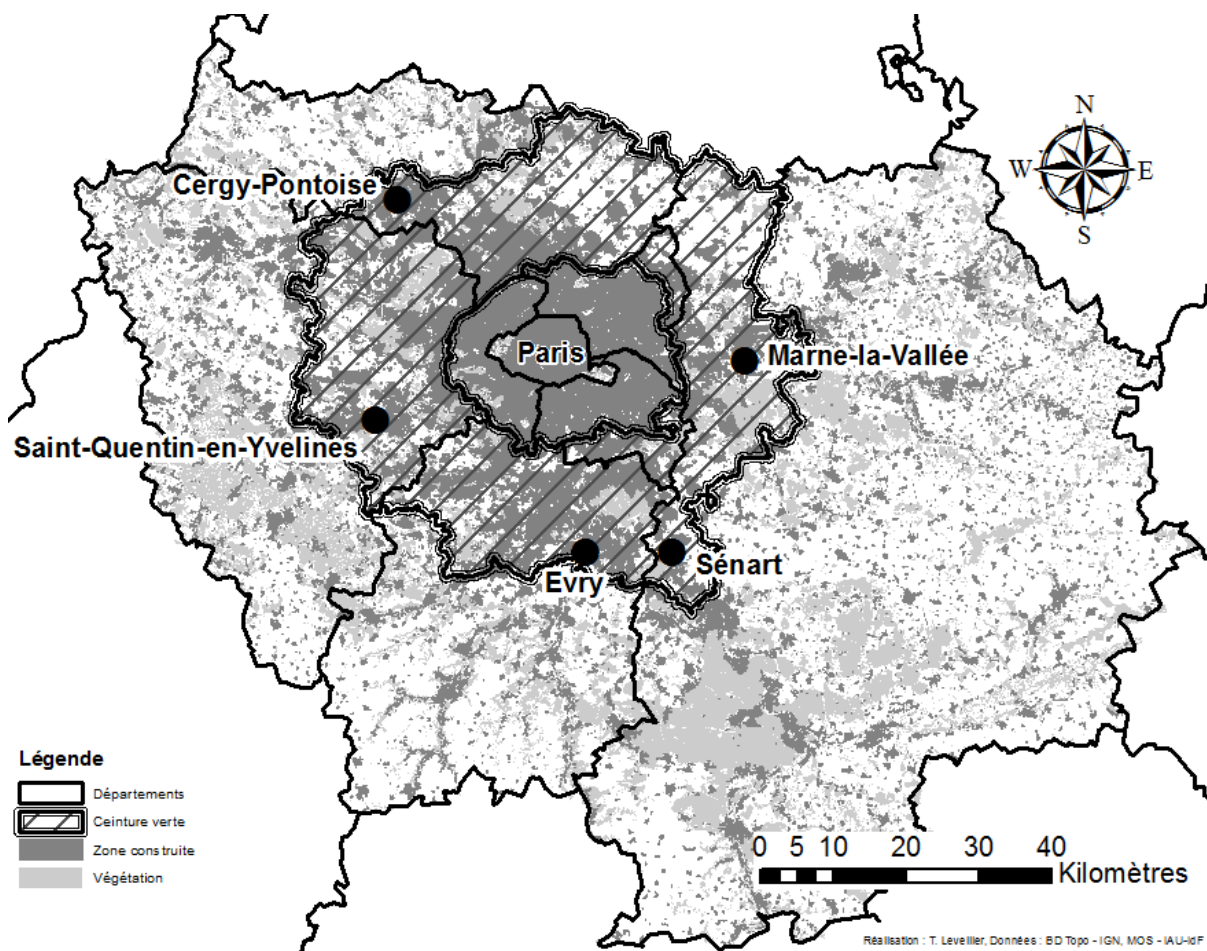 N
W E
S
Cergy-Pontoise
Paris
Marne-la-Vallée
Saint-Quentin-en-Yvelines
Sénart
Evry
Légende
Départements
Ceinture verte
Zone construite
Végétation
0 5 10 20 30 40
Kilomètres
Réalisation : T. Leveiller, Données : BD Topo - IGN, MOS - IAU-IdF